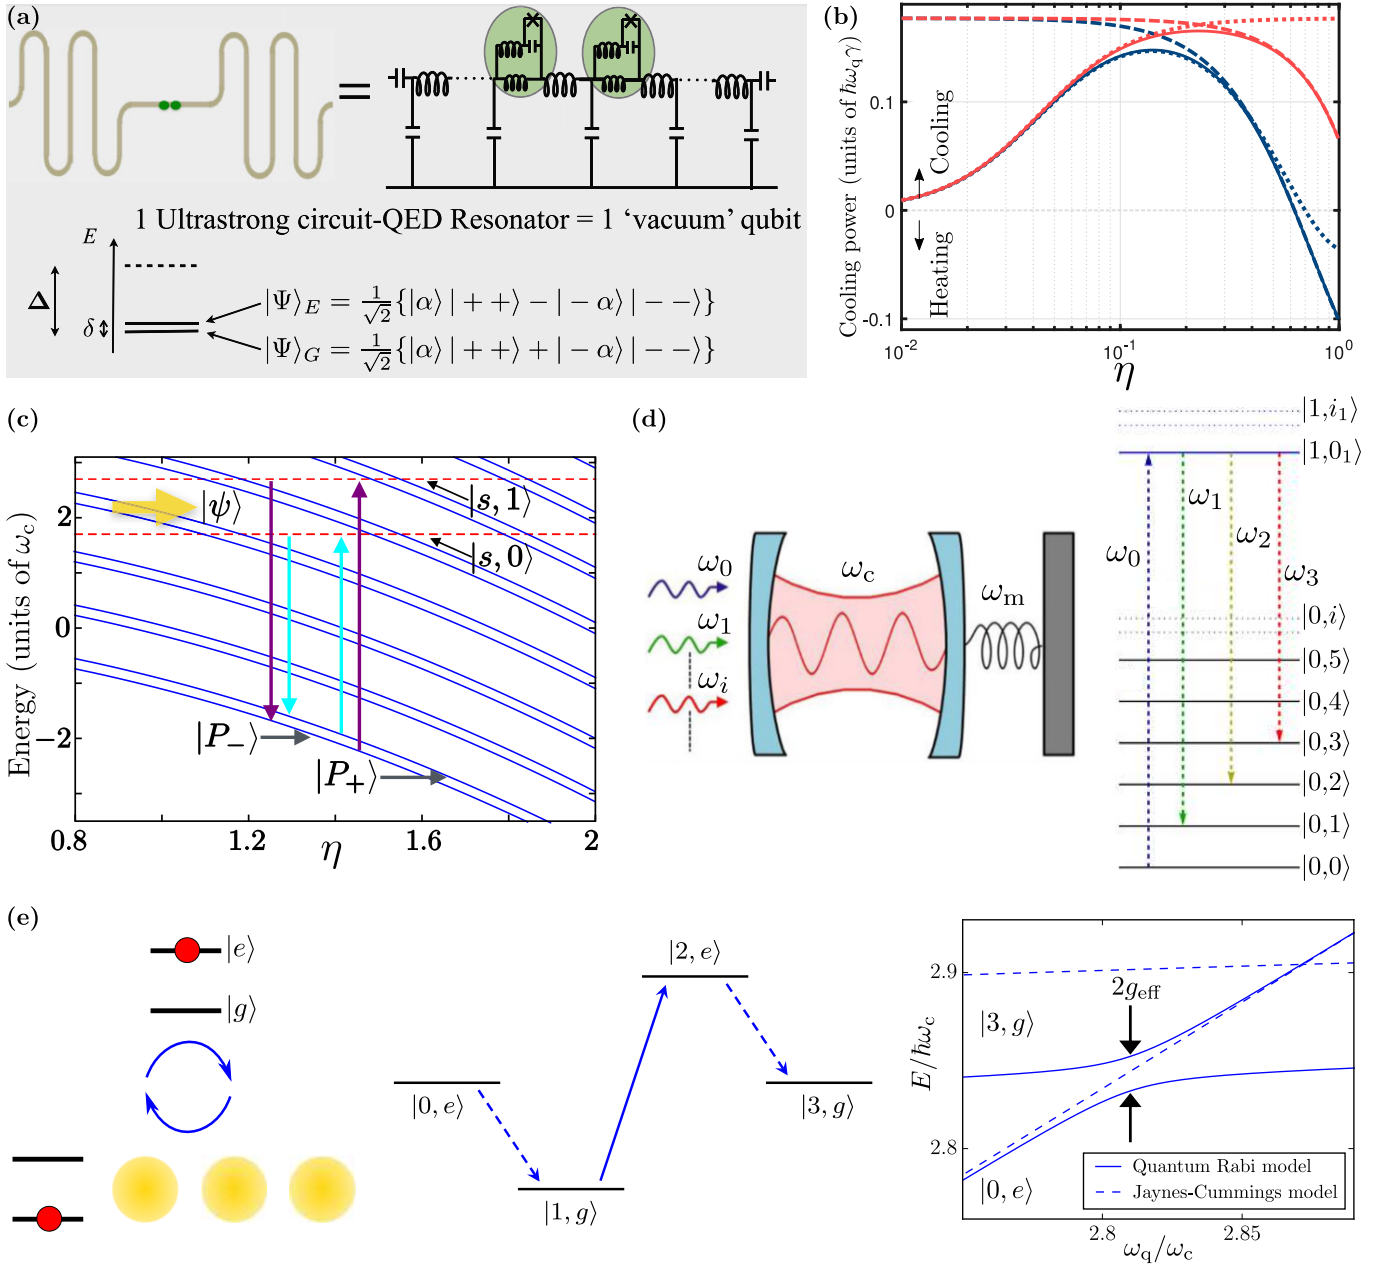 (a)
=
1 Ultrastrong circuit-QED Resonator = 1 ‘vacuum’ qubit
E
Δ
δ
|Ψ⟩_E = 1/√2 {|α⟩| + +⟩ − | − α⟩| − −⟩}
|Ψ⟩_G = 1/√2 {|α⟩| + +⟩ + | − α⟩| − −⟩}
(b)
Cooling power (units of ℏω_qγ)
0.1
0
-0.1
Cooling
Heating
10^-2
10^-1
10^0
η
(c)
Energy (units of ω_c)
2
0
−2
|ψ⟩
|s, 1⟩
|s, 0⟩
|P_−⟩
|P_+⟩
0.8
1.2
1.6
2
η
(d)
ω_0
ω_1
ω_i
ω_c
ω_m
|1,i_1⟩
|1,0_1⟩
ω_0
ω_1
ω_2
ω_3
|0,i⟩
|0,5⟩
|0,4⟩
|0,3⟩
|0,2⟩
|0,1⟩
|0,0⟩
(e)
|e⟩
|g⟩
|0, e⟩
|1, g⟩
|2, e⟩
|3, g⟩
E/ℏω_c
2.9
2.8
2g_eff
|3, g⟩
|0, e⟩
Quantum Rabi model
Jaynes-Cummings model
2.8
2.85
ω_q/ω_c